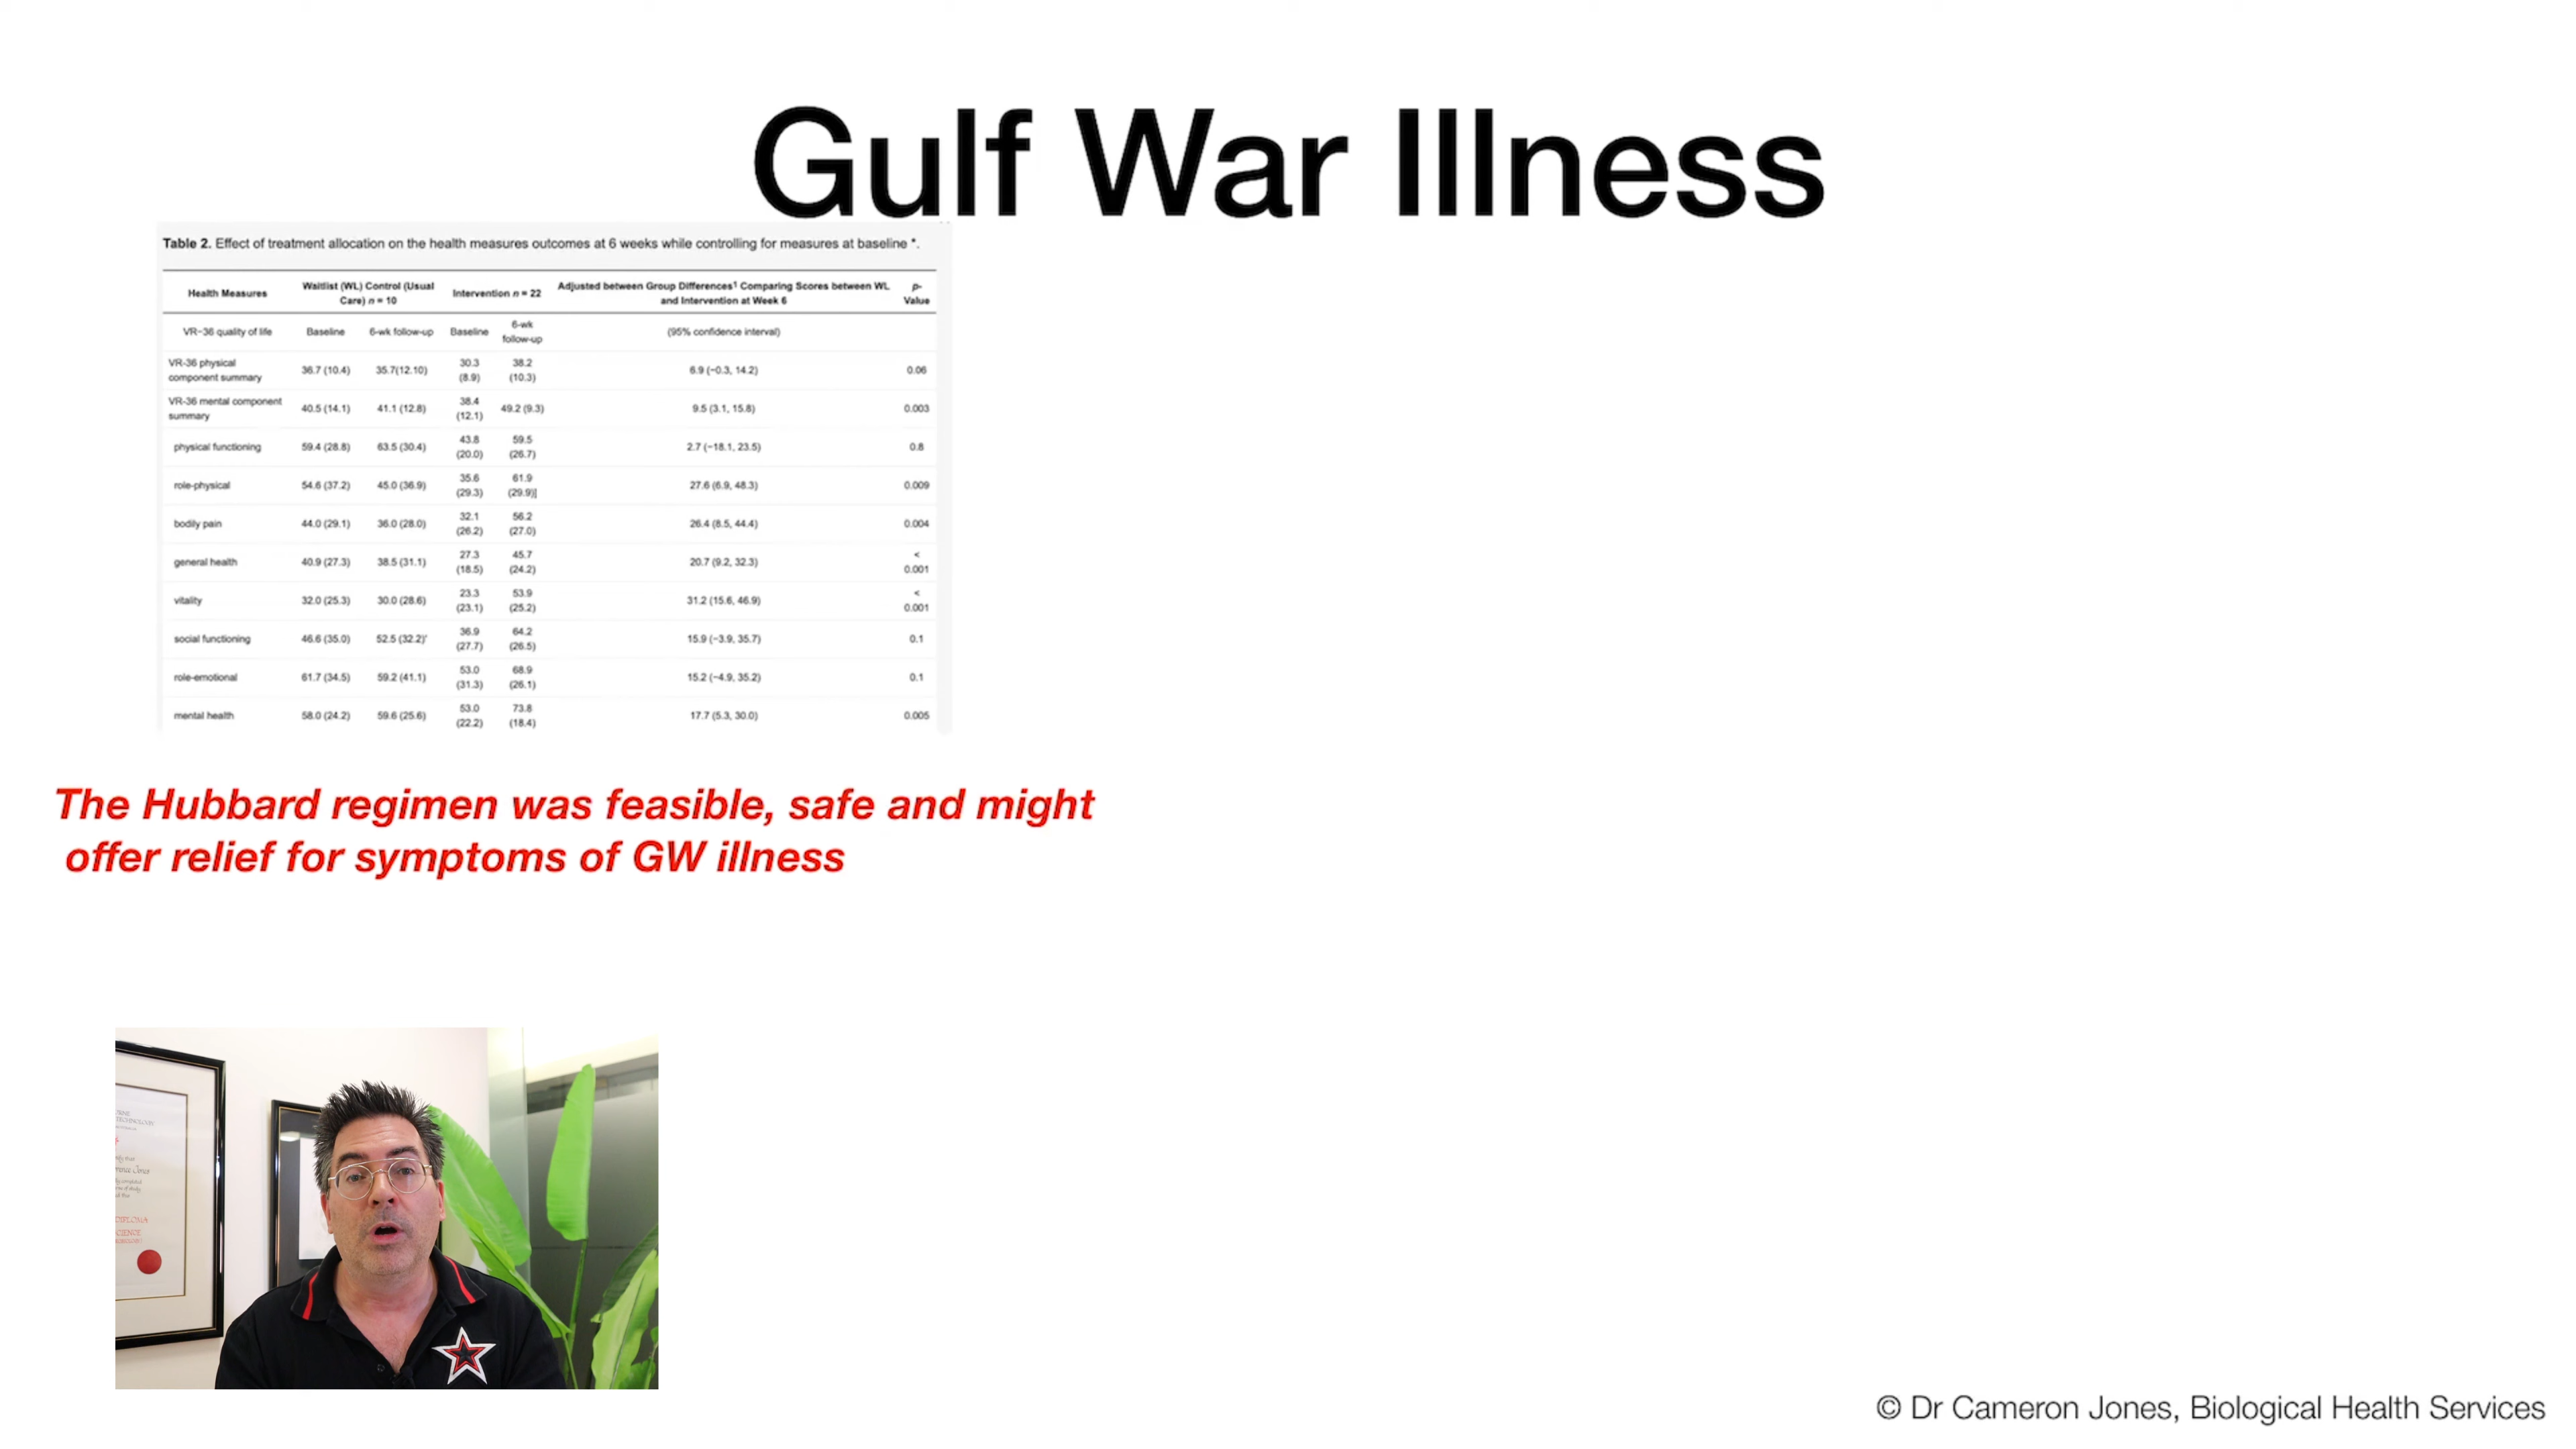 Gulf War Illness
Table 2. Effect of treatment allocation on the health measures outcomes at 6 weeks while controlling for measures at baseline *.
Health Measures Waitlist (WL) Control (Usual Care) n = 10 Intervention n = 22 Adjusted between Group Differences¹ Comparing Scores between WL and Intervention at Week 6 p-Value
VR−36 quality of life Baseline 6-wk follow-up Baseline 6-wk follow-up (95% confidence interval)
VR-36 physical component summary 36.7 (10.4) 35.7(12.10) 30.3 (8.9) 38.2 (10.3) 6.9 (−0.3, 14.2) 0.06
VR-36 mental component summary 40.5 (14.1) 41.1 (12.8) 38.4 (12.1) 49.2 (9.3) 9.5 (3.1, 15.8) 0.003
physical functioning 59.4 (28.8) 63.5 (30.4) 43.8 (20.0) 59.5 (26.7) 2.7 (−18.1, 23.5) 0.8
role-physical 54.6 (37.2) 45.0 (36.9) 35.6 (29.3) 61.9 (29.9)] 27.6 (6.9, 48.3) 0.009
bodily pain 44.0 (29.1) 36.0 (28.0) 32.1 (26.2) 56.2 (27.0) 26.4 (8.5, 44.4) 0.004
general health 40.9 (27.3) 38.5 (31.1) 27.3 (18.5) 45.7 (24.2) 20.7 (9.2, 32.3) < 0.001
vitality 32.0 (25.3) 30.0 (28.6) 23.3 (23.1) 53.9 (25.2) 31.2 (15.6, 46.9) < 0.001
social functioning 46.6 (35.0) 52.5 (32.2)' 36.9 (27.7) 64.2 (26.5) 15.9 (−3.9, 35.7) 0.1
role-emotional 61.7 (34.5) 59.2 (41.1) 53.0 (31.3) 68.9 (26.1) 15.2 (−4.9, 35.2) 0.1
mental health 58.0 (24.2) 59.6 (25.6) 53.0 (22.2) 73.8 (18.4) 17.7 (5.3, 30.0) 0.005
The Hubbard regimen was feasible, safe and might
offer relief for symptoms of GW illness
© Dr Cameron Jones, Biological Health Services